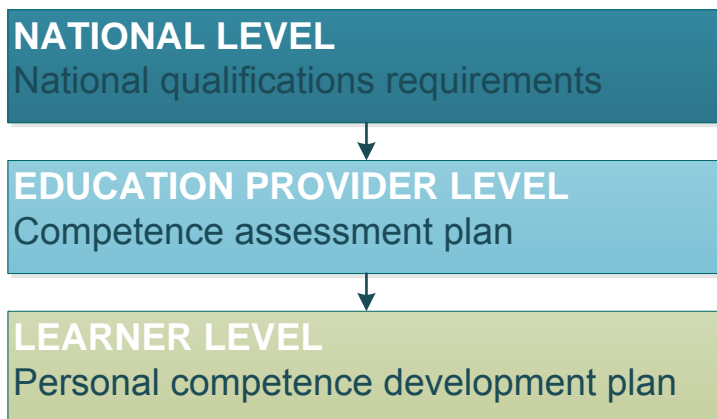 NATIONAL LEVEL
National qualifications requirements
EDUCATION PROVIDER LEVEL
Competence assessment plan
LEARNER LEVEL
Personal competence development plan